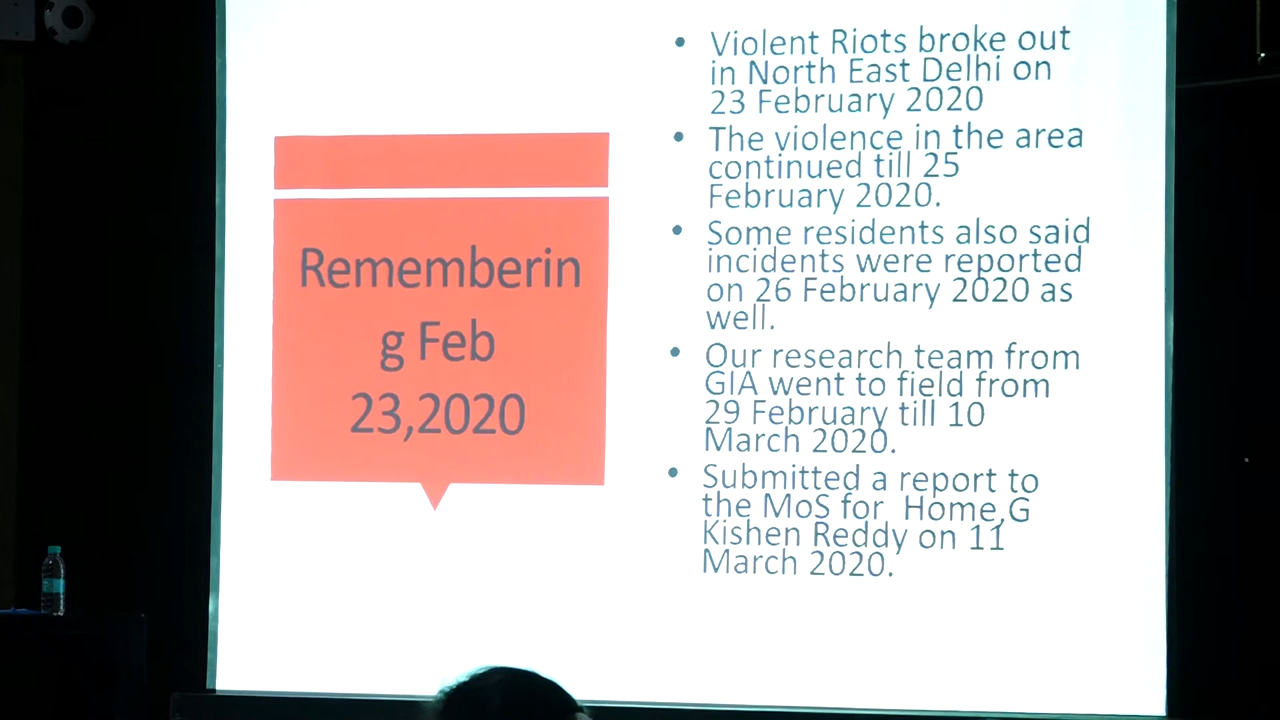 Rememberin
g Feb
23,2020
• Violent Riots broke out
in North East Delhi on
23 February 2020
• The violence in the area
continued till 25
February 2020.
• Some residents also said
incidents were reported
on 26 February 2020 as
well.
• Our research team from
GIA went to field from
29 February till 10
March 2020.
• Submitted a report to
the MoS for Home,G
Kishen Reddy on 11
March 2020.